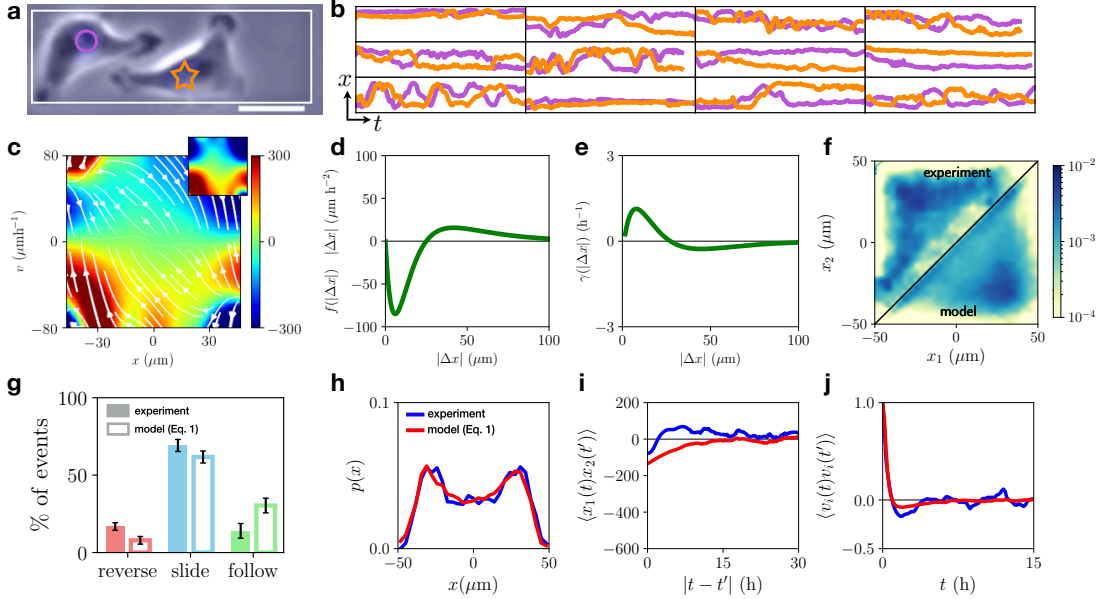 a
b
x
t
c
d
e
f
80
0
−80
v (μmh⁻¹)
−30
0
30
x (μm)
300
0
−300
100
50
0
−50
−100
f(|Δx|) |Δx| (μm h⁻²)
0
50
100
|Δx| (μm)
3
0
−3
γ(|Δx|) (h⁻¹)
0
50
100
|Δx| (μm)
50
0
−50
x₂ (μm)
experiment
model
−50
0
50
x₁ (μm)
10⁻²
10⁻³
10⁻⁴
g
h
i
j
100
50
0
% of events
experiment
model (Eq. 1)
reverse
slide
follow
0.1
0.0
p(x)
experiment
model (Eq. 1)
−50
0
50
x(μm)
200
0
−200
−400
−600
⟨x₁(t)x₂(t′)⟩
0
15
30
|t − t′| (h)
1.0
0.5
0.0
−0.5
⟨vᵢ(t)vᵢ(t′)⟩
0
15
t (h)